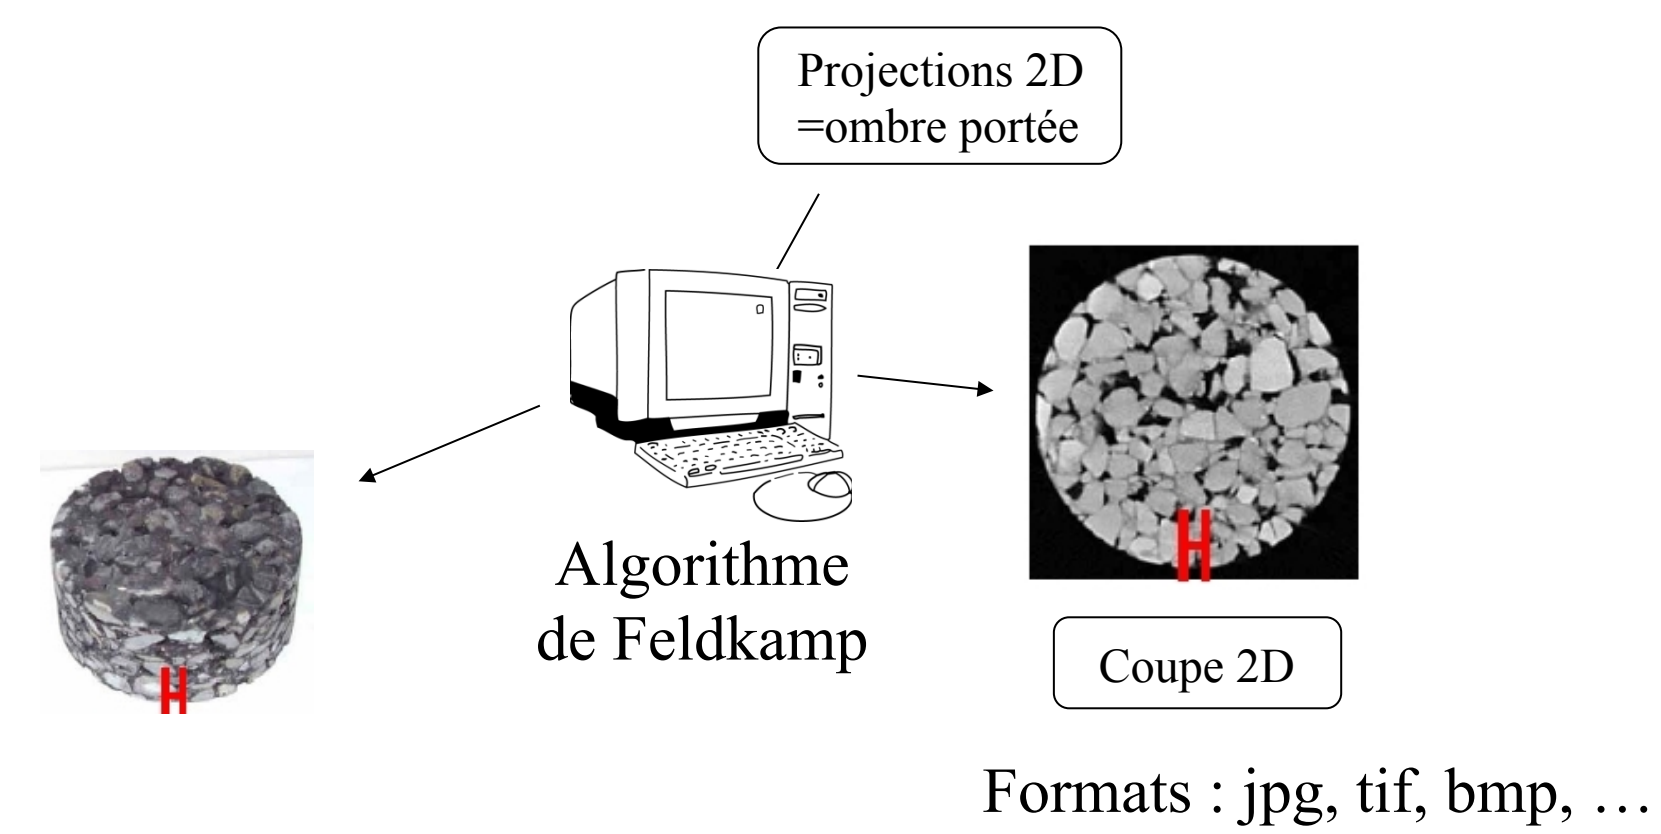 Projections 2D
=ombre portée
Algorithme
de Feldkamp
H
H
Coupe 2D
Formats : jpg, tif, bmp, …